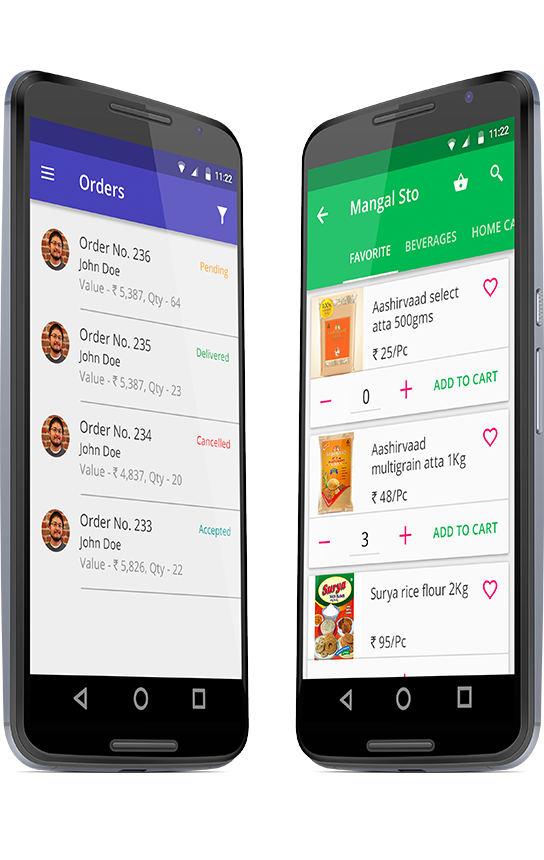 11:22
Orders
Order No. 236
John Doe
Pending
Value - ₹ 5,387, Qty - 64
Order No. 235
John Doe
Delivered
Value - ₹ 5,387, Qty - 23
Order No. 234
John Doe
Cancelled
Value - ₹ 4,837, Qty - 20
Order No. 233
John Doe
Accepted
Value - ₹ 5,826, Qty - 22
11:22
Mangal Sto
FAVORITE BEVERAGES HOME CA
Aashirvaad select
atta 500gms
₹ 25/Pc
− 0 + ADD TO CART
Aashirvaad
multigrain atta 1Kg
₹ 48/Pc
− 3 + ADD TO CART
Surya
Surya rice flour 2Kg
₹ 95/Pc